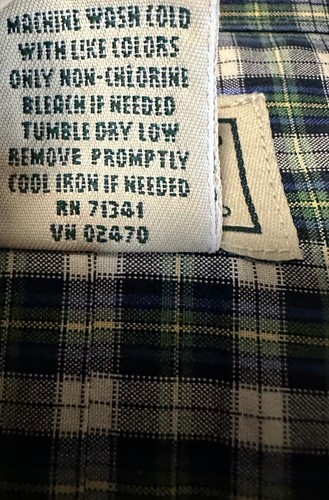 MACHINE WASH COLD
WITH LIKE COLORS
ONLY NON-CHLORINE
BLEACH IF NEEDED
TUMBLE DRY LOW
REMOVE PROMPTLY
COOL IRON IF NEEDED
RN 71341
VN 02470